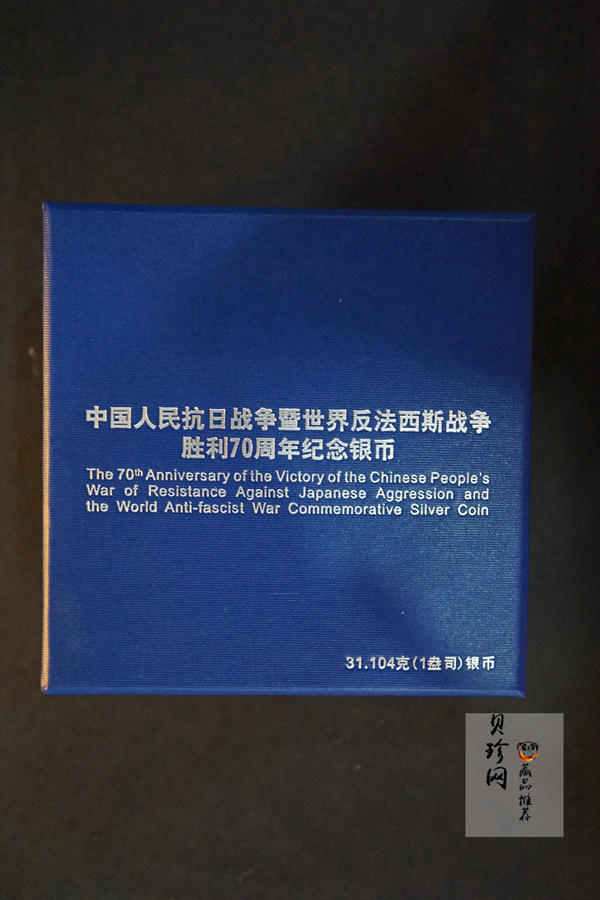 中国人民抗日战争暨世界反法西斯战争
胜利70周年纪念银币
The 70th Anniversary of the Victory of the Chinese People's
War of Resistance Against Japanese Aggression and
the World Anti-fascist War Commemorative Silver Coin
31.104克(1盎司)银币
贝珍网
藏品推荐